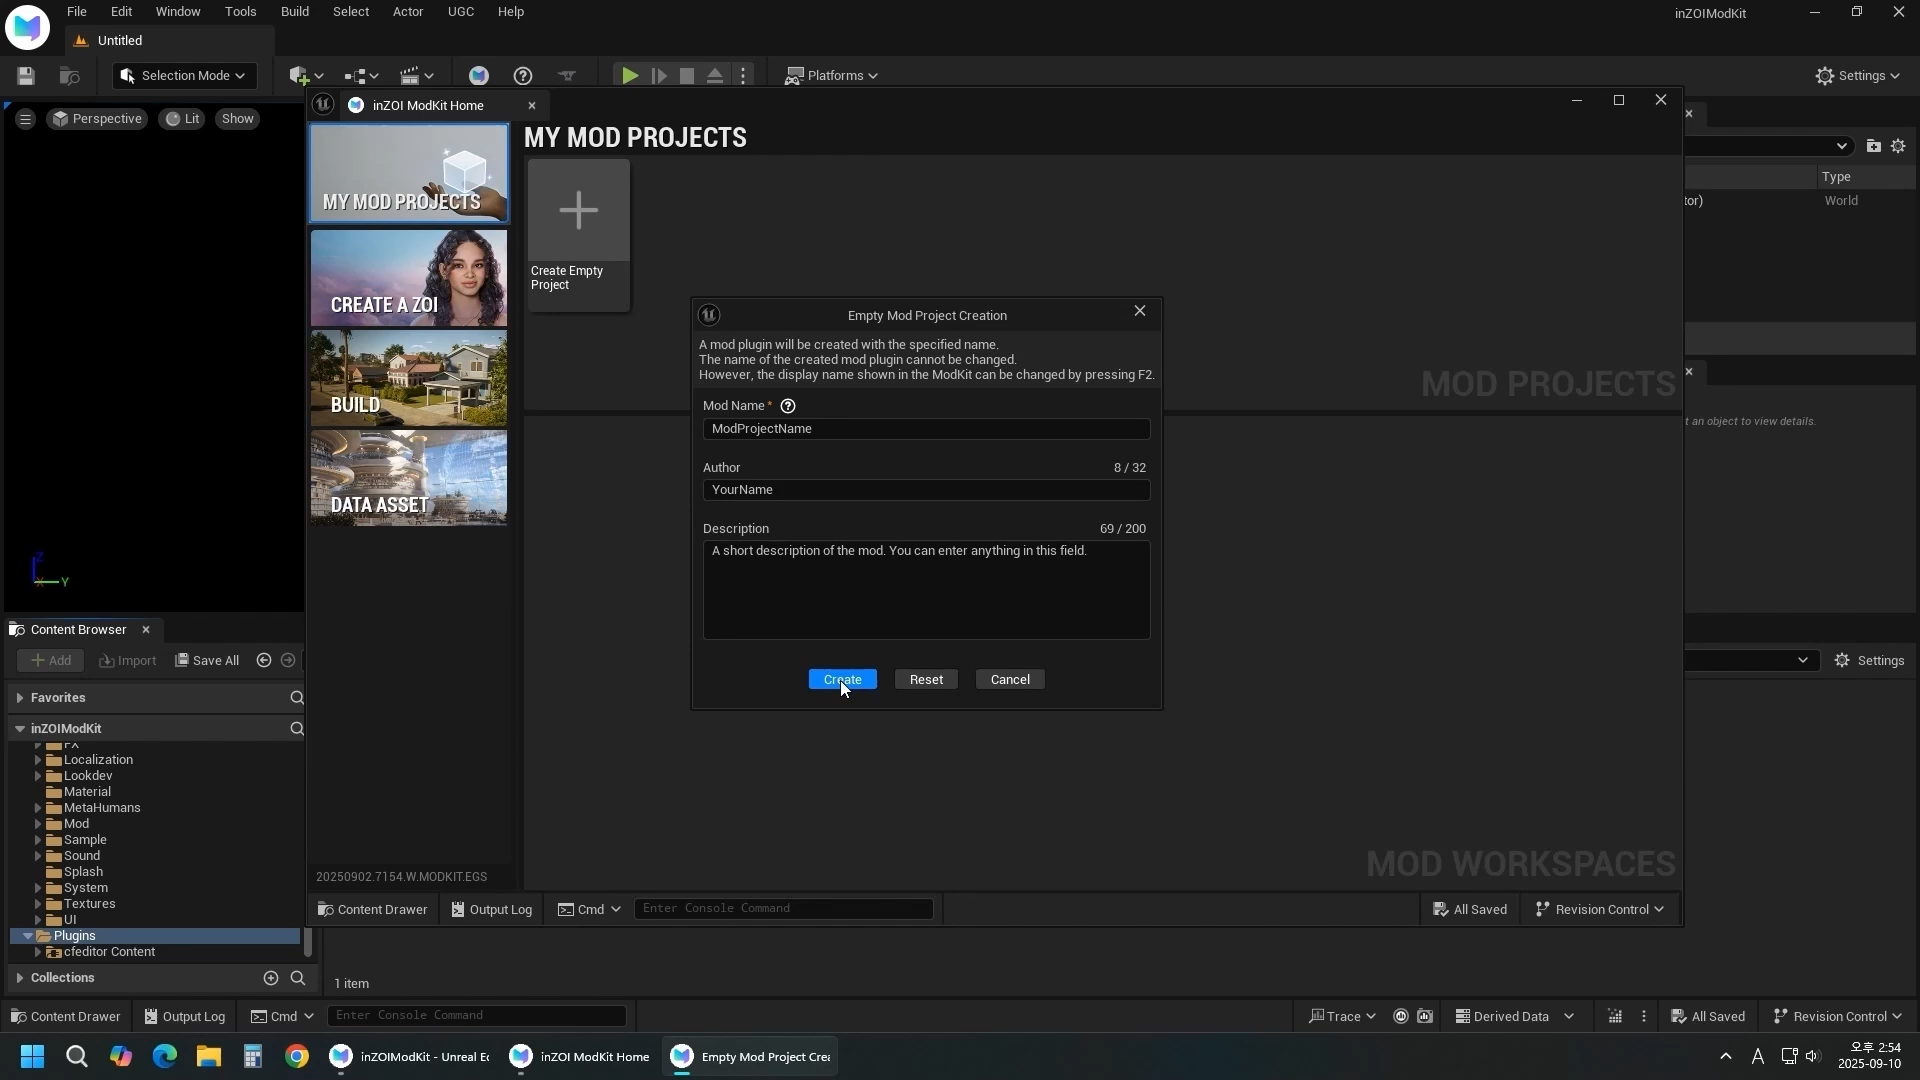 File Edit Window Tools Build Select Actor UGC Help
inZOIModKit
Untitled
Selection Mode
Platforms
Settings
Perspective
Lit
Show
inZOI ModKit Home
MY MOD PROJECTS
CREATE A ZOI
BUILD
DATA ASSET
20250902.7154.W.MODKIT.EGS
MY MOD PROJECTS
Create Empty
Project
MOD PROJECTS
MOD WORKSPACES
Empty Mod Project Creation
A mod plugin will be created with the specified name.
The name of the created mod plugin cannot be changed.
However, the display name shown in the ModKit can be changed by pressing F2.
Mod Name*
ModProjectName
Author 8 / 32
YourName
Description 69 / 200
A short description of the mod. You can enter anything in this field.
Create Reset Cancel
Content Drawer Output Log Cmd Enter Console Command All Saved Revision Control
Type
tor) World
t an object to view details.
Settings
Z
X Y
Content Browser
Add Import Save All
Favorites
inZOIModKit
FX
Localization
Lookdev
Material
MetaHumans
Mod
Sample
Sound
Splash
System
Textures
UI
Plugins
cfeditor Content
Collections
1 item
Content Drawer Output Log Cmd Enter Console Command Trace Derived Data All Saved Revision Control
inZOIModKit - Unreal Ec inZOI ModKit Home Empty Mod Project Crea
A
오후 2:54
2025-09-10